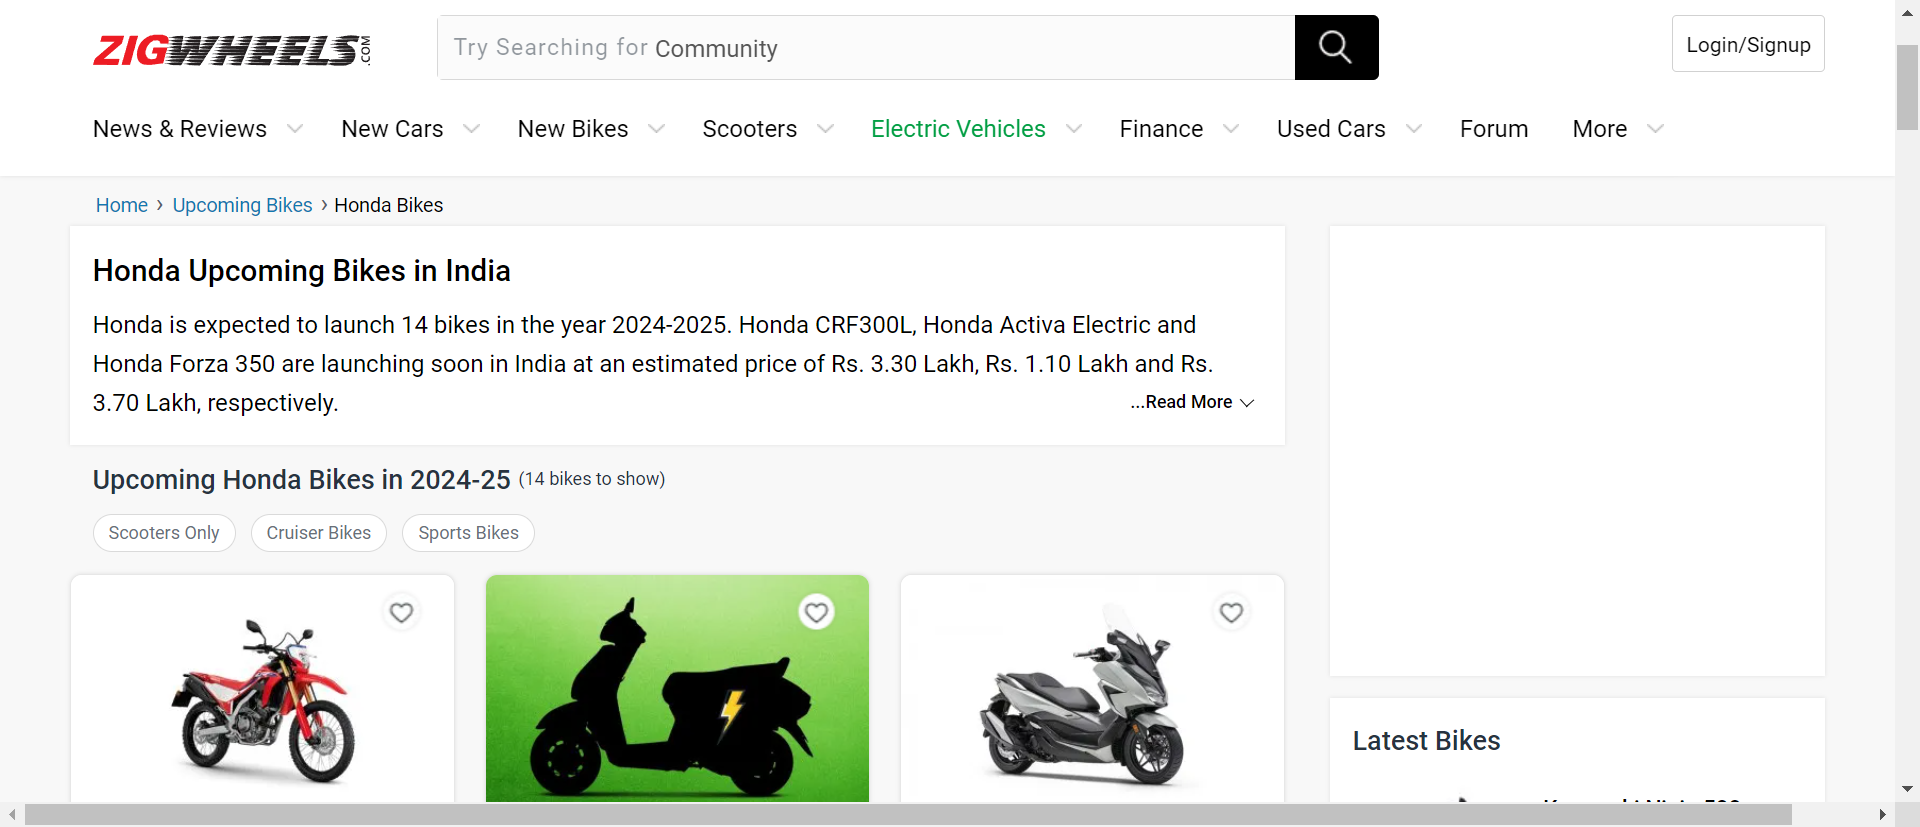 ZIGWHEELS.COM
Try Searching for Community
Login/Signup
News & Reviews
New Cars
New Bikes
Scooters
Electric Vehicles
Finance
Used Cars
Forum
More
Home › Upcoming Bikes › Honda Bikes
Honda Upcoming Bikes in India
Honda is expected to launch 14 bikes in the year 2024-2025. Honda CRF300L, Honda Activa Electric and
Honda Forza 350 are launching soon in India at an estimated price of Rs. 3.30 Lakh, Rs. 1.10 Lakh and Rs.
3.70 Lakh, respectively.
...Read More
Upcoming Honda Bikes in 2024-25 (14 bikes to show)
Scooters Only
Cruiser Bikes
Sports Bikes
Latest Bikes